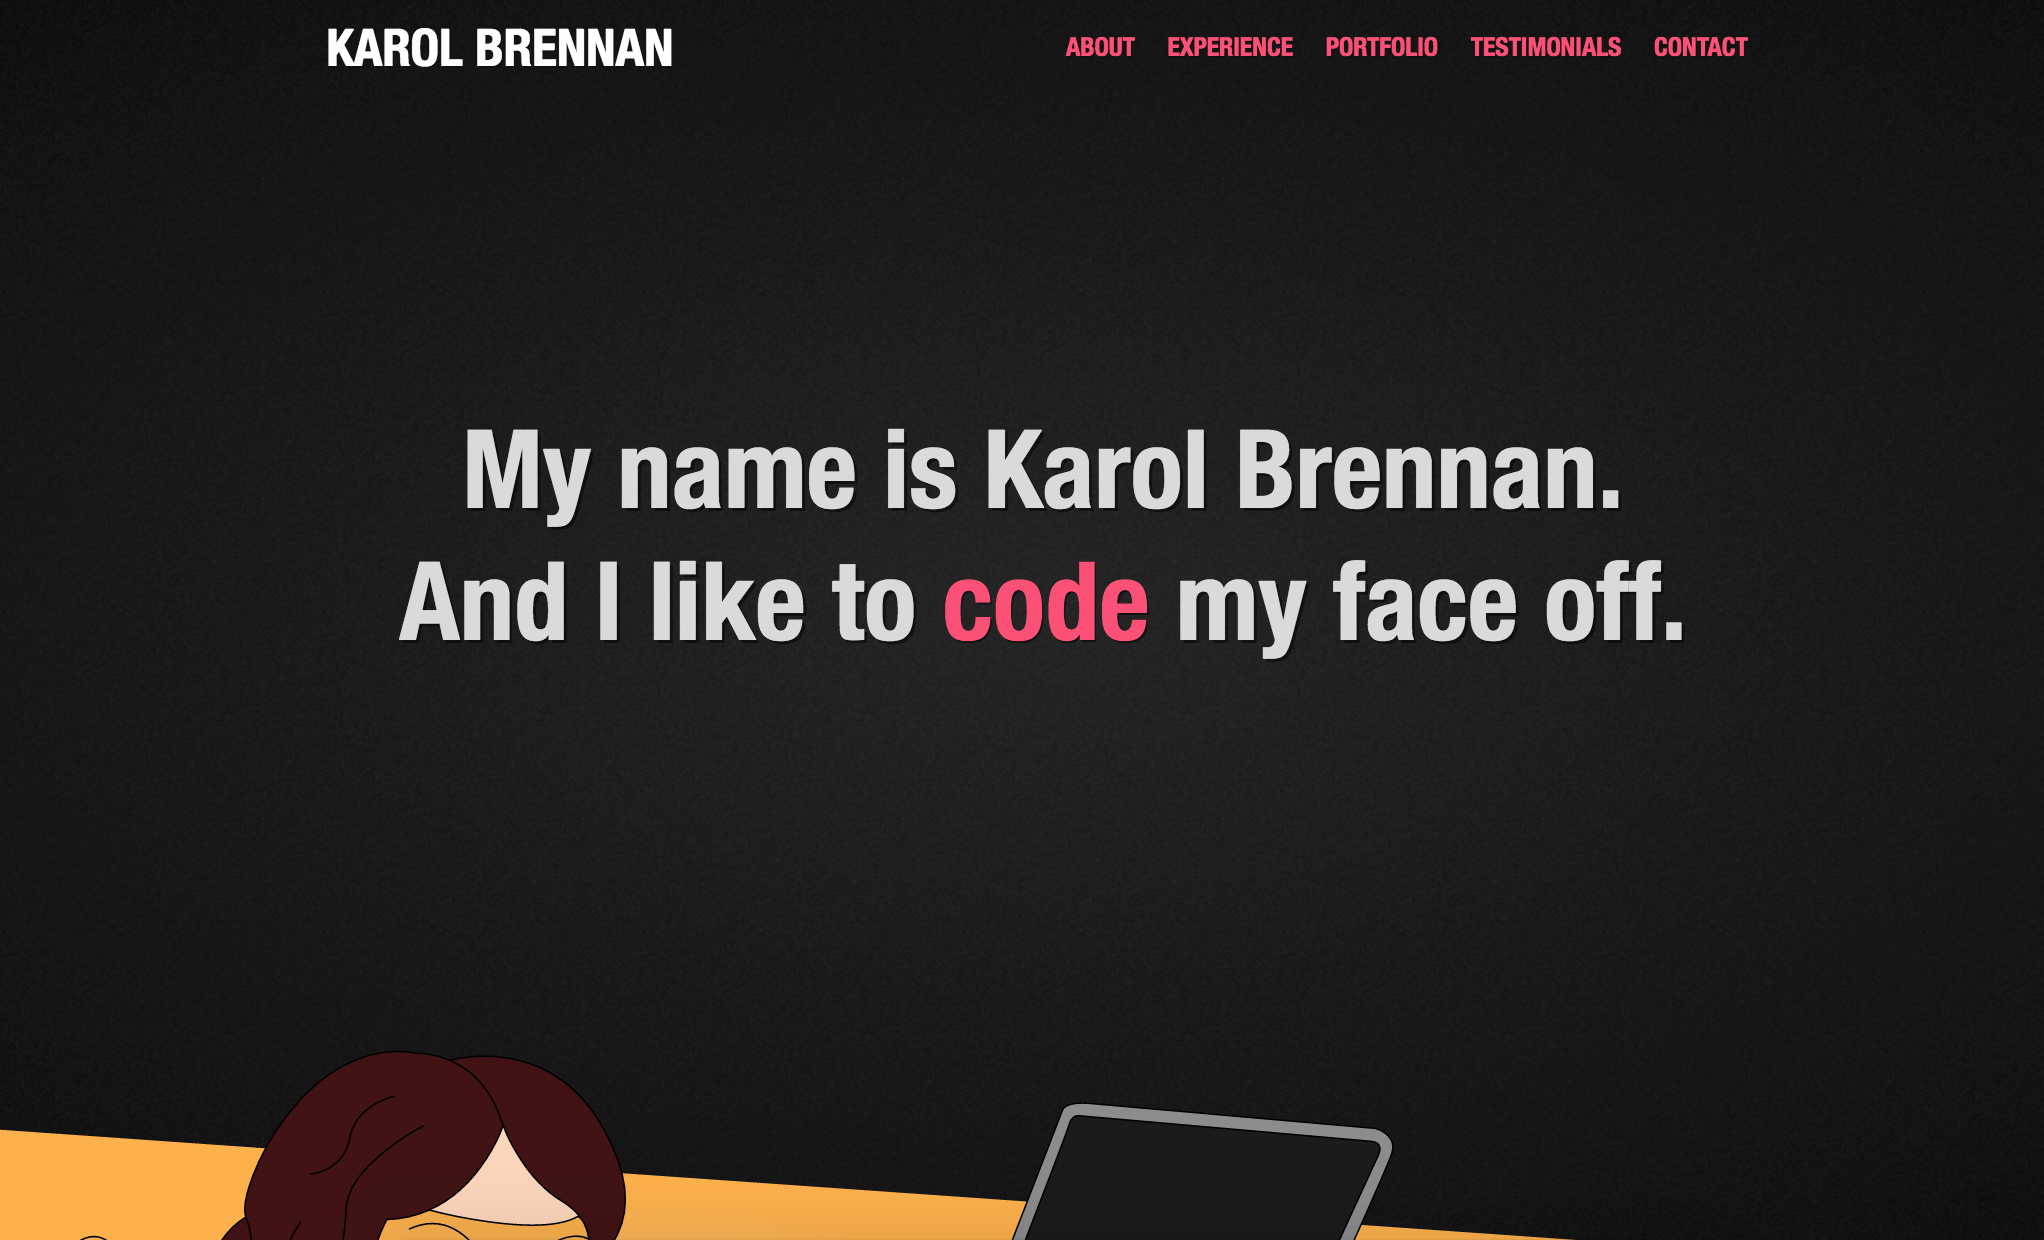 KAROL BRENNAN
ABOUT EXPERIENCE PORTFOLIO TESTIMONIALS CONTACT
My name is Karol Brennan.
And I like to code my face off.